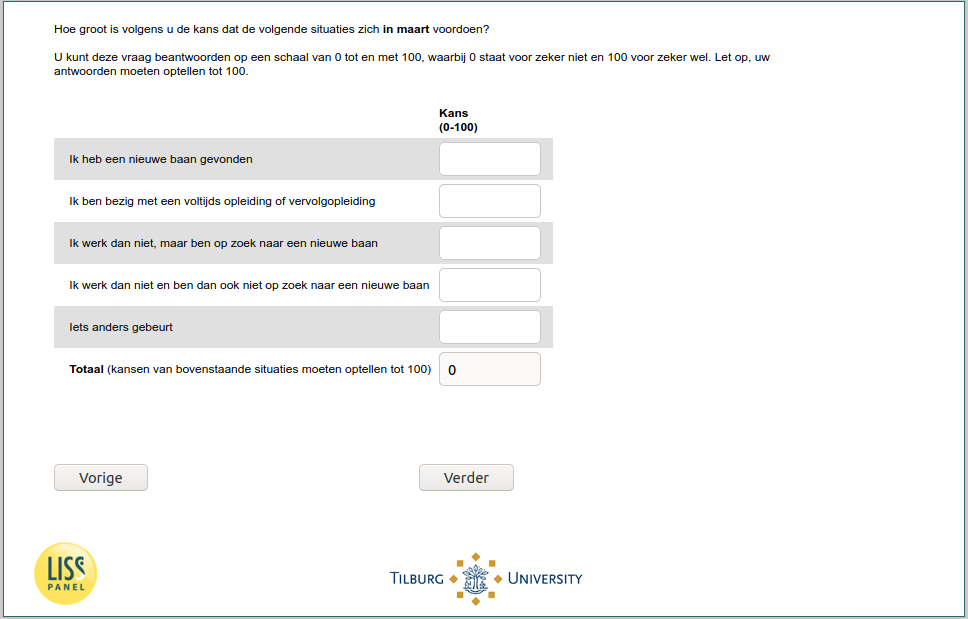 Hoe groot is volgens u de kans dat de volgende situaties zich in maart voordoen?
U kunt deze vraag beantwoorden op een schaal van 0 tot en met 100, waarbij 0 staat voor zeker niet en 100 voor zeker wel. Let op, uw
antwoorden moeten optellen tot 100.
Kans
(0-100)
Ik heb een nieuwe baan gevonden
Ik ben bezig met een voltijds opleiding of vervolgopleiding
Ik werk dan niet, maar ben op zoek naar een nieuwe baan
Ik werk dan niet en ben dan ook niet op zoek naar een nieuwe baan
Iets anders gebeurt
Totaal (kansen van bovenstaande situaties moeten optellen tot 100) 0
Vorige Verder
LISS
PANEL
TILBURG UNIVERSITY